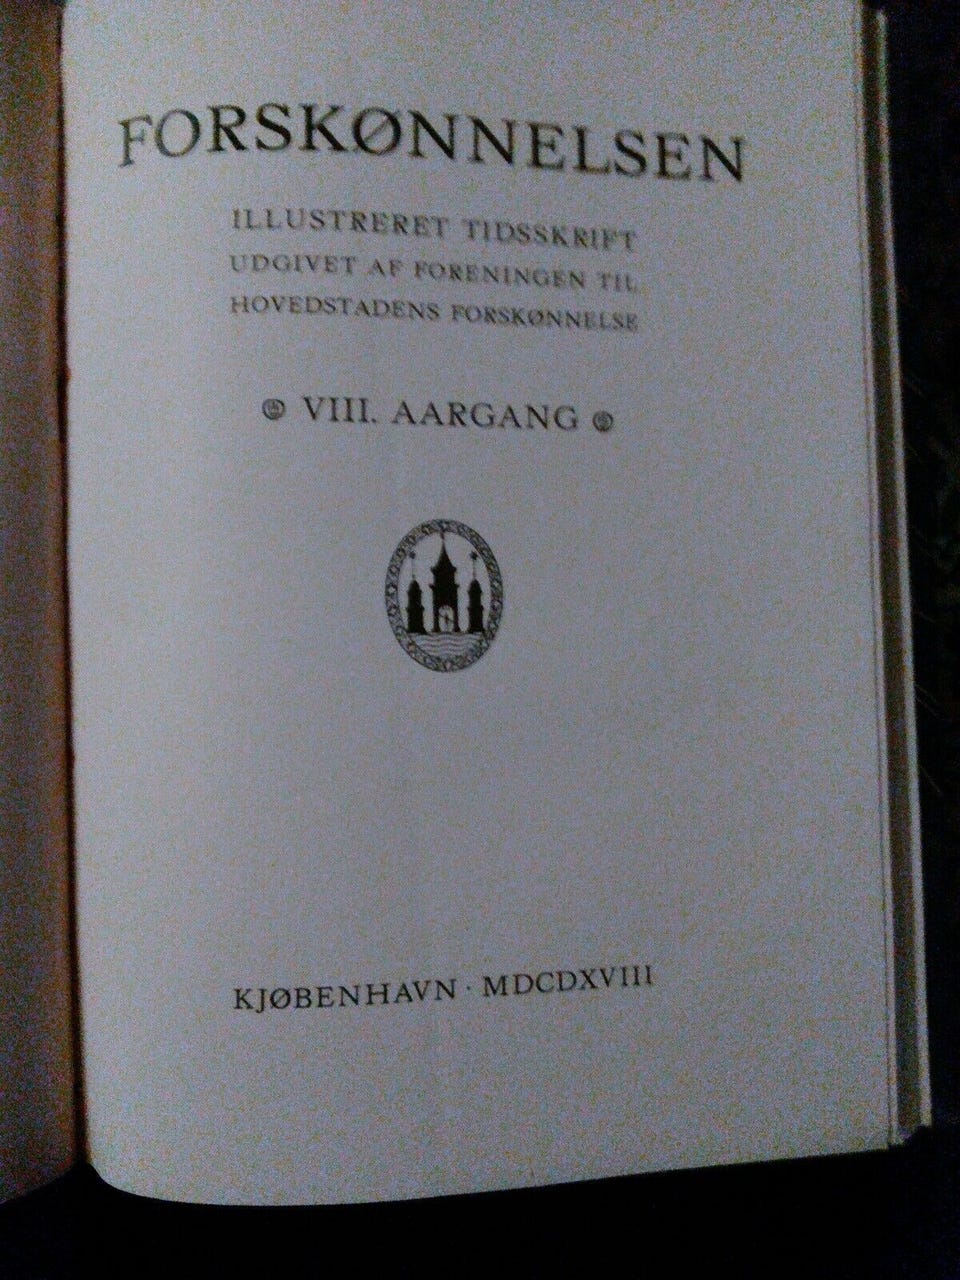 FORSKØNNELSEN
ILLUSTRERET TIDSSKRIFT
UDGIVET AF FORENINGEN TIL
HOVEDSTADENS FORSKØNNELSE
VIII. AARGANG
KJØBENHAVN · MDCDXVIII